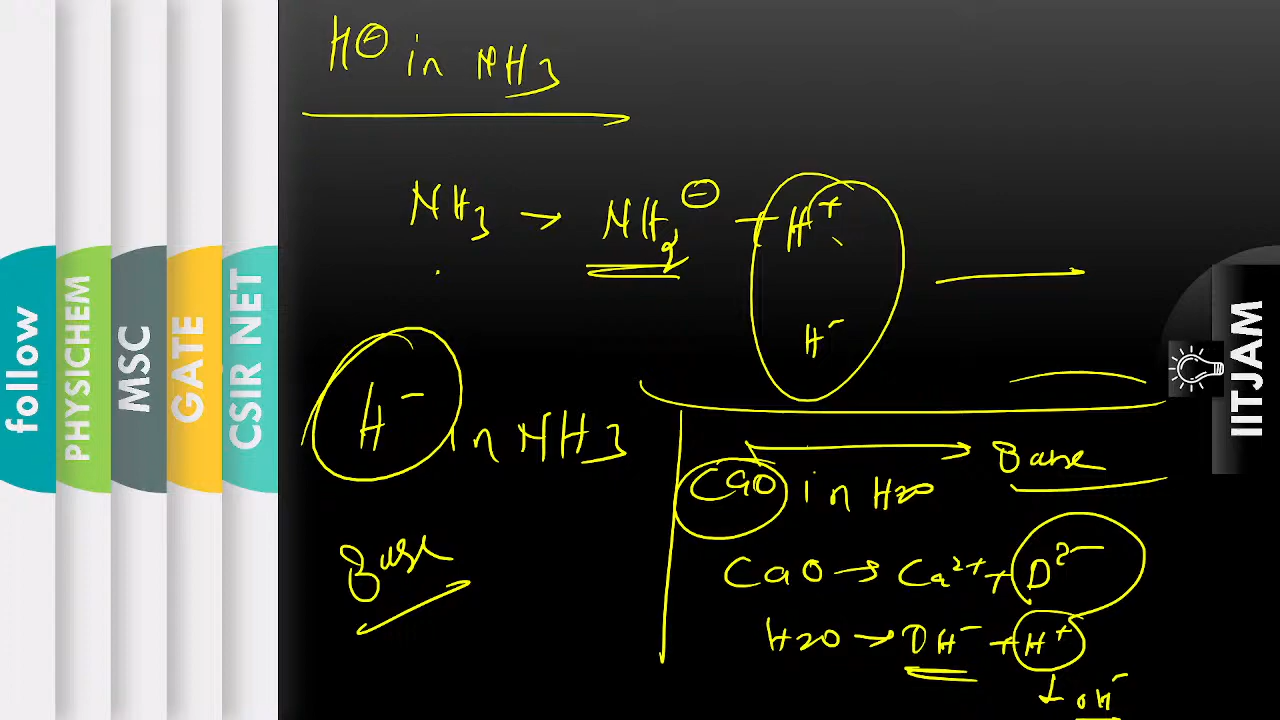 follow
PHYSICHEM
MSC
GATE
CSIR NET
H⊖ in NH3
NH3 → NH2⊖ + H+
H-
H- in NH3
Base
Base
CaO in H2O
CaO → Ca2+ + O2-
H2O → OH- + H+
↓ OH-
IITJAM